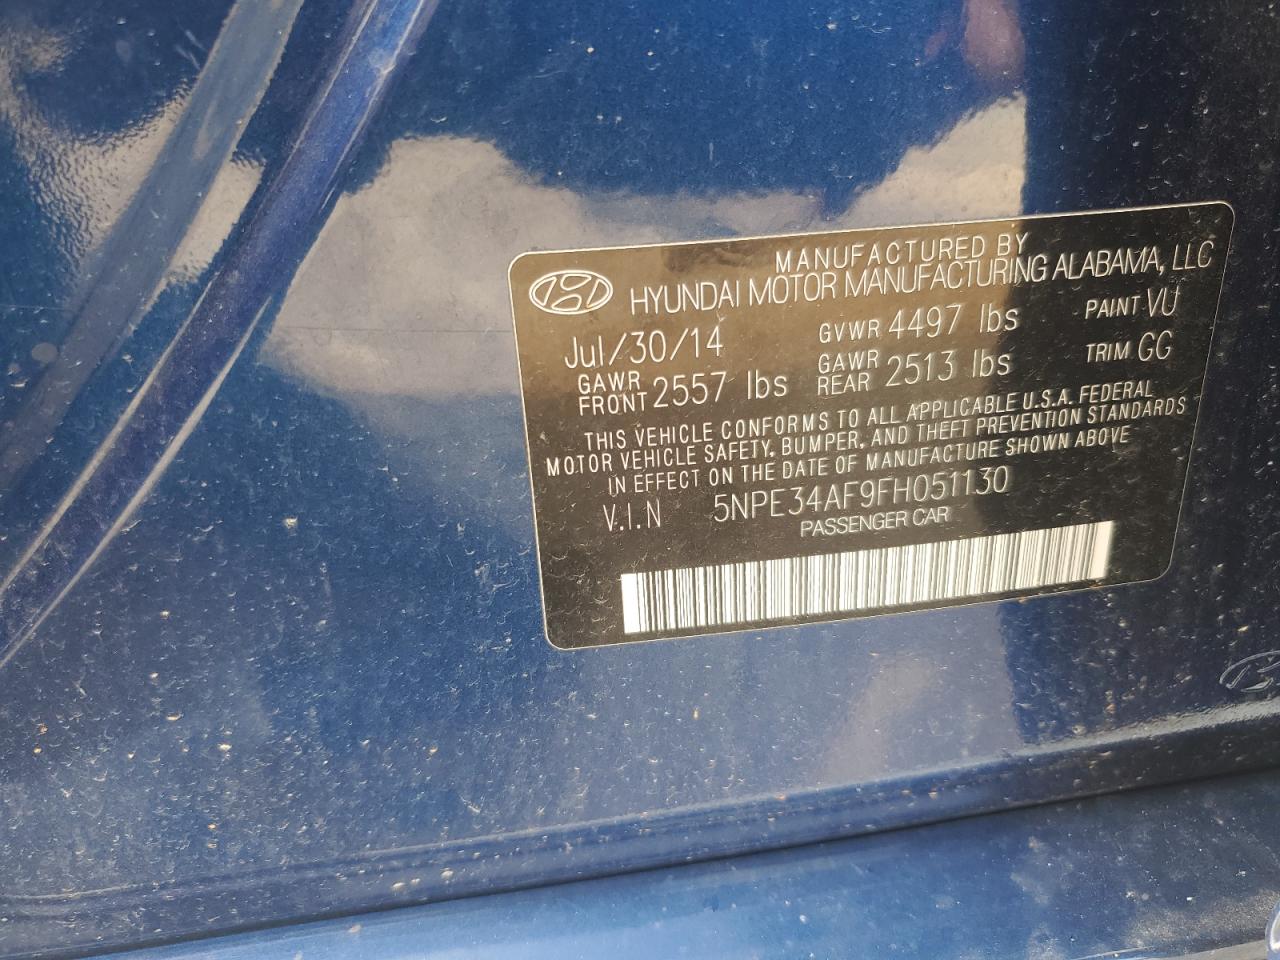 MANUFACTURED BY
HYUNDAI MOTOR MANUFACTURING ALABAMA, LLC
Jul/30/14 GVWR 4497 lbs PAINT VU
GAWR FRONT 2557 lbs GAWR REAR 2513 lbs TRIM GG
THIS VEHICLE CONFORMS TO ALL APPLICABLE U.S.A. FEDERAL
MOTOR VEHICLE SAFETY, BUMPER, AND THEFT PREVENTION STANDARDS
IN EFFECT ON THE DATE OF MANUFACTURE SHOWN ABOVE
V.I.N 5NPE34AF9FH051130
PASSENGER CAR